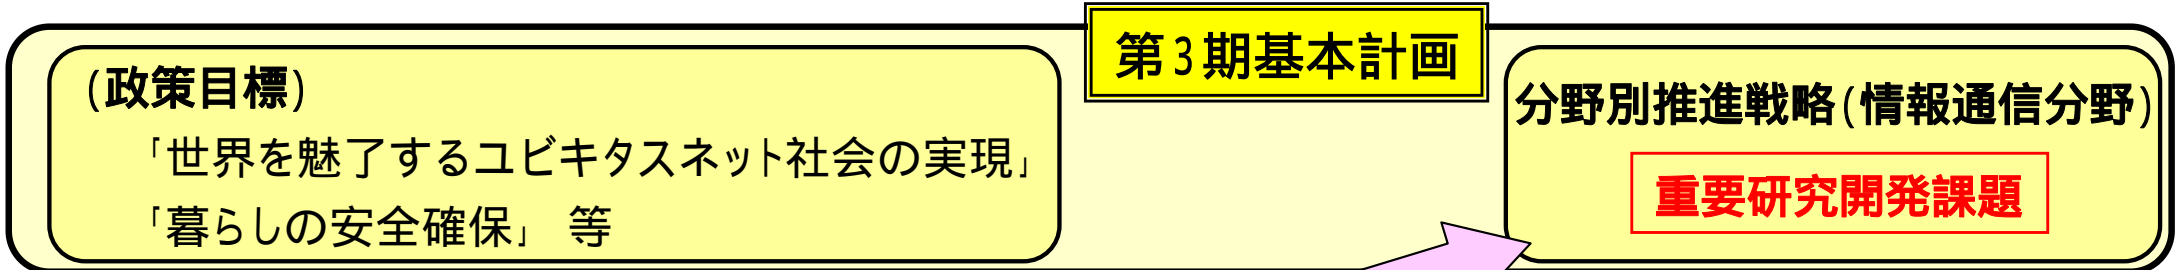 第3期基本計画
(政策目標)
「世界を魅了するユビキタスネット社会の実現」
「暮らしの安全確保」 等
分野別推進戦略(情報通信分野)
重要研究開発課題